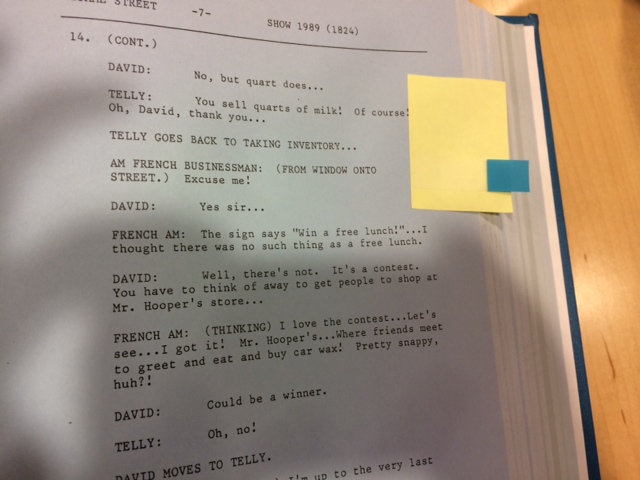 STREET -7- SHOW 1989 (1824)
14. (CONT.)
DAVID: No, but quart does...
TELLY: You sell quarts of milk! Of course!
Oh, David, thank you...
TELLY GOES BACK TO TAKING INVENTORY...
AM FRENCH BUSINESSMAN: (FROM WINDOW ONTO
STREET.) Excuse me!
DAVID: Yes sir...
FRENCH AM: The sign says "Win a free lunch!"...I
thought there was no such thing as a free lunch.
DAVID: Well, there's not. It's a contest.
You have to think of away to get people to shop at
Mr. Hooper's store...
FRENCH AM: (THINKING) I love the contest...Let's
see...I got it! Mr. Hooper's...Where friends meet
to greet and eat and buy car wax! Pretty snappy,
huh?!
DAVID: Could be a winner.
TELLY: Oh, no!
DAVID MOVES TO TELLY.
I'm up to the very last